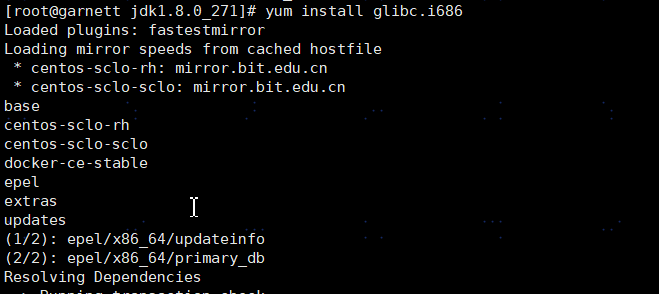 [root@garnett jdk1.8.0_271]# yum install glibc.i686
Loaded plugins: fastestmirror
Loading mirror speeds from cached hostfile
 * centos-sclo-rh: mirror.bit.edu.cn
 * centos-sclo-sclo: mirror.bit.edu.cn
base
centos-sclo-rh
centos-sclo-sclo
docker-ce-stable
epel
extras
updates
(1/2): epel/x86_64/updateinfo
(2/2): epel/x86_64/primary_db
Resolving Dependencies
--> Running transaction check